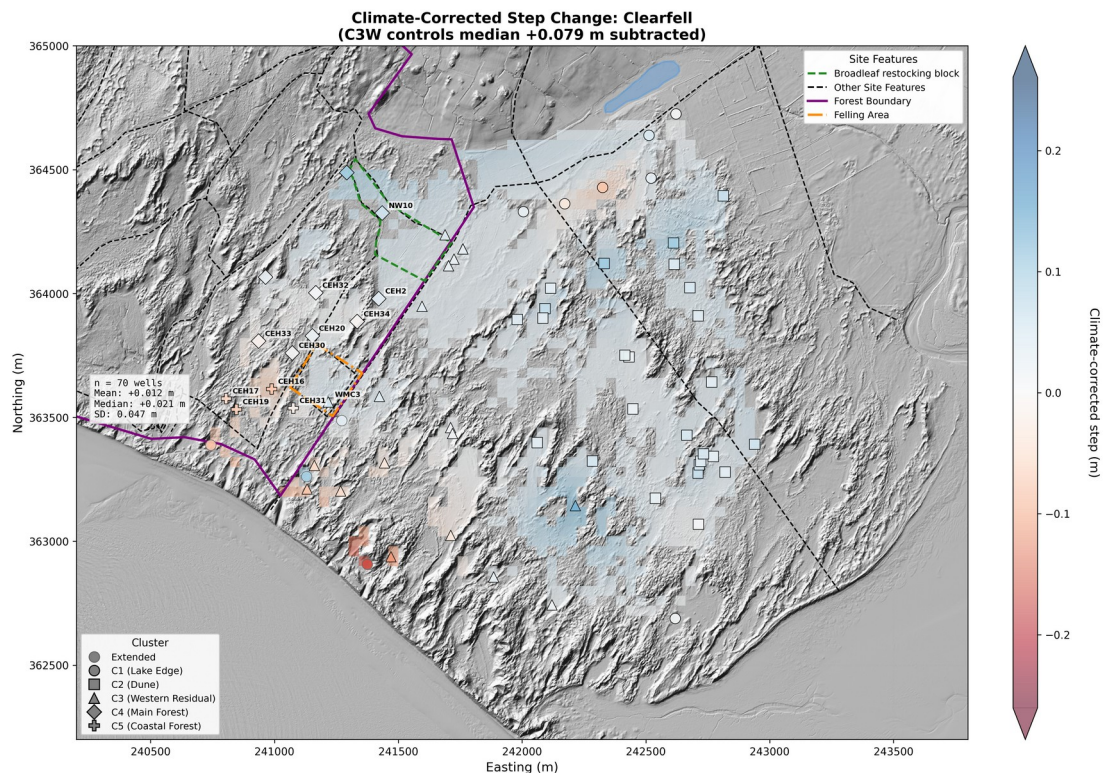 Climate-Corrected Step Change: Clearfell
(C3W controls median +0.079 m subtracted)
365000
364500
364000
363500
363000
362500
Northing (m)
240500
241000
241500
242000
242500
243000
243500
Easting (m)
Site Features
Broadleaf restocking block
Other Site Features
Forest Boundary
Felling Area
NW10
CEH32
CEH2
CEH34
CEH20
CEH33
CEH30
CEH16
CEH17
CEH19
CEH31
WMC3
n = 70 wells
Mean: +0.012 m
Median: +0.021 m
SD: 0.047 m
Cluster
Extended
C1 (Lake Edge)
C2 (Dune)
C3 (Western Residual)
C4 (Main Forest)
C5 (Coastal Forest)
0.2
0.1
0.0
−0.1
−0.2
Climate-corrected step (m)